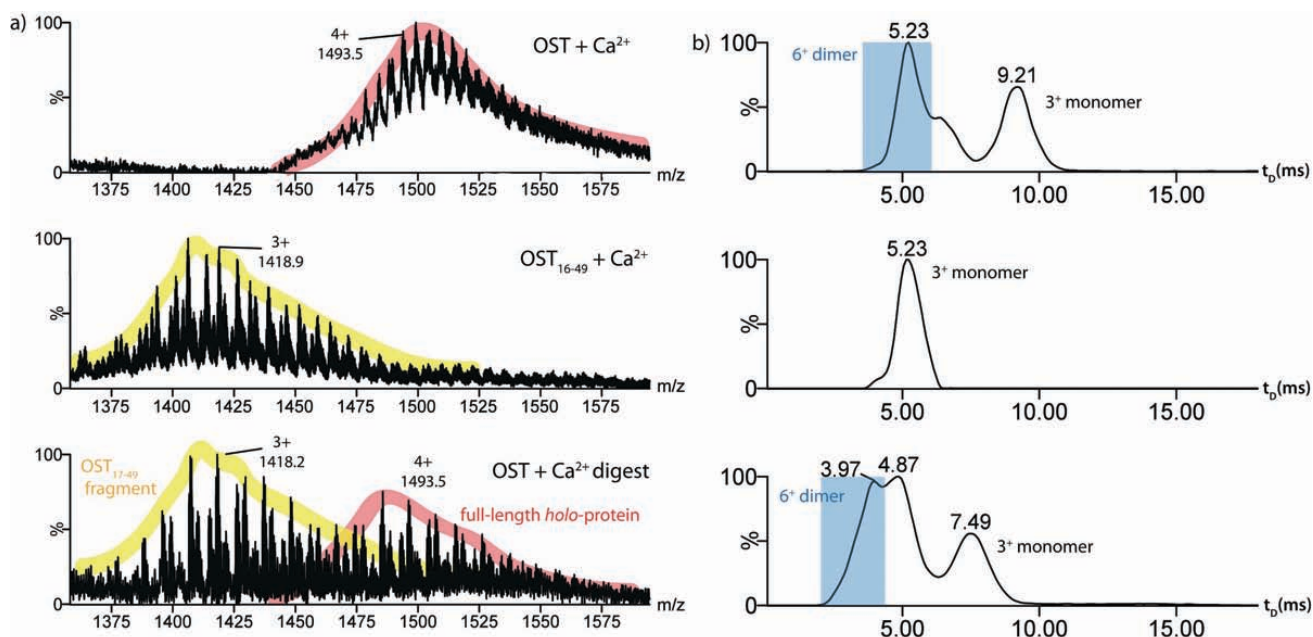 a)
100
%
0
4+
1493.5
OST + Ca²⁺
1375 1400 1425 1450 1475 1500 1525 1550 1575 m/z
100
%
0
3+
1418.9
OST₁₆₋₄₉ + Ca²⁺
1375 1400 1425 1450 1475 1500 1525 1550 1575 m/z
100
%
0
OST₁₇₋₄₉
fragment
3+
1418.2
4+
1493.5
OST + Ca²⁺ digest
full-length holo-protein
1375 1400 1425 1450 1475 1500 1525 1550 1575 m/z
b)
100
%
0
6⁺ dimer
5.23
9.21
3⁺ monomer
5.00 10.00 15.00 t_D(ms)
100
%
0
5.23
3⁺ monomer
5.00 10.00 15.00 t_D(ms)
100
%
0
3.97 4.87
6⁺ dimer
7.49
3⁺ monomer
5.00 10.00 15.00 t_D(ms)